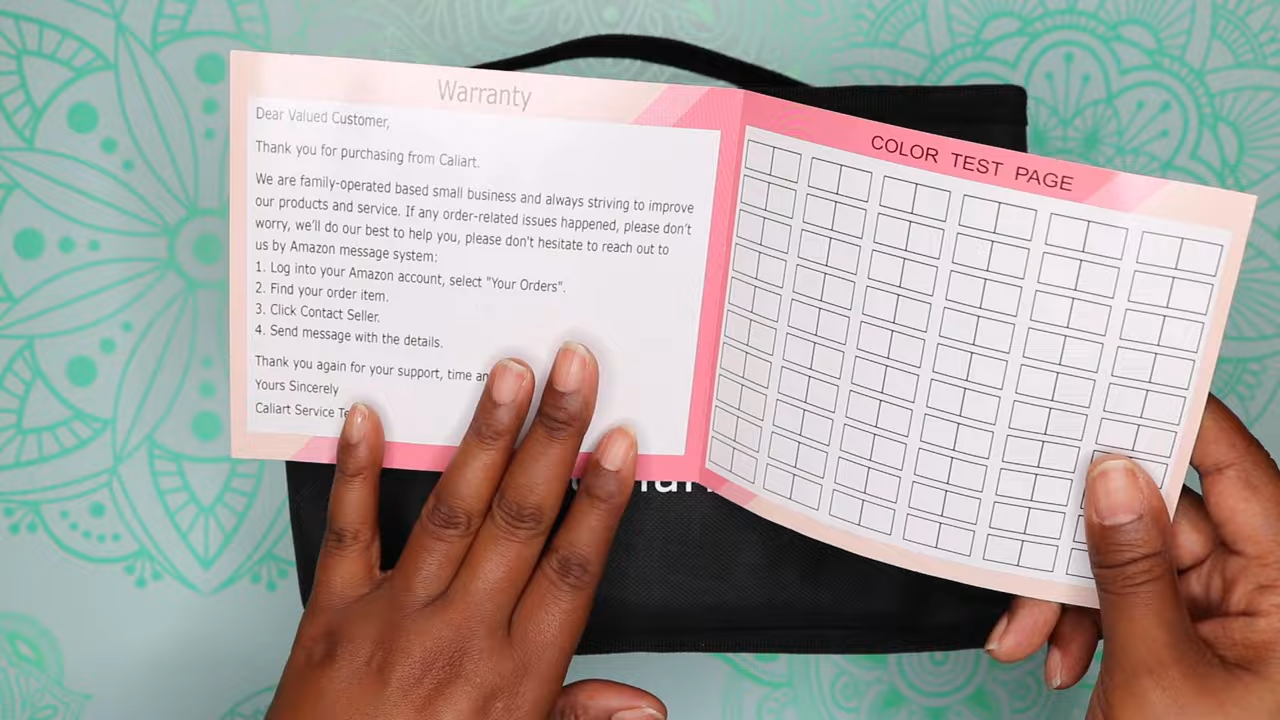 Warranty
Dear Valued Customer,
Thank you for purchasing from Caliart.
We are family-operated based small business and always striving to improve
our products and service. If any order-related issues happened, please don't
worry, we'll do our best to help you, please don't hesitate to reach out to
us by Amazon message system:
1. Log into your Amazon account, select "Your Orders".
2. Find your order item.
3. Click Contact Seller.
4. Send message with the details.
Thank you again for your support, time
Yours Sincerely
Caliart Service
COLOR TEST PAGE